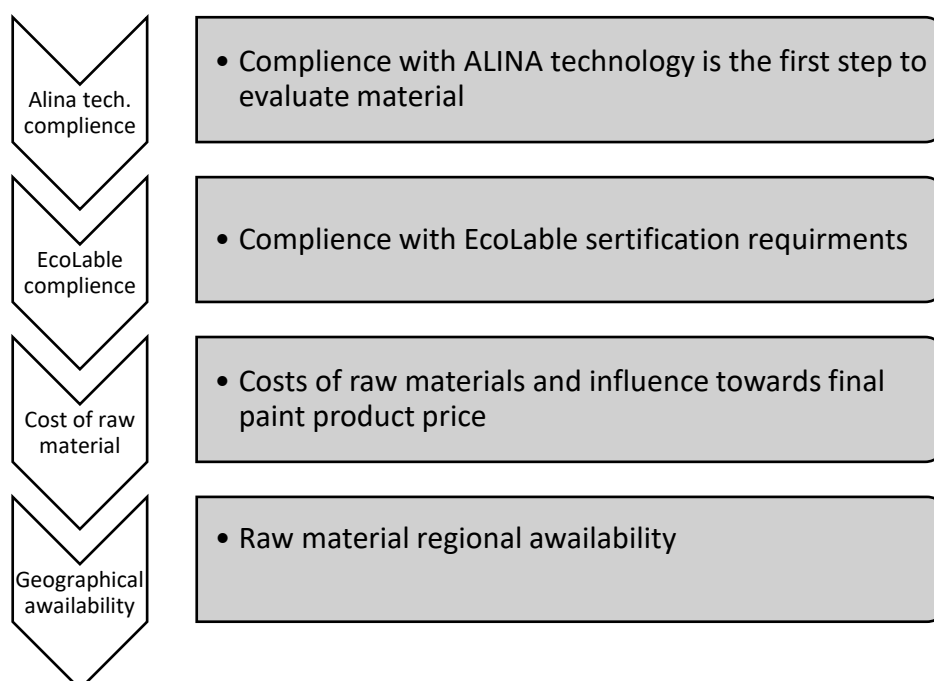 Alina tech.
complience
• Complience with ALINA technology is the first step to
evaluate material
EcoLable
complience
• Complience with EcoLable sertification requirments
Cost of raw
material
• Costs of raw materials and influence towards final
paint product price
Geographical
awailability
• Raw material regional awailability